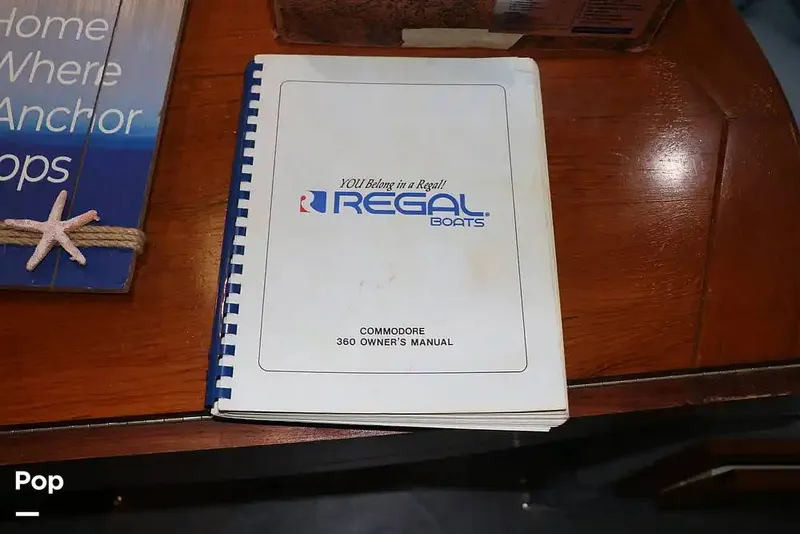 Home
Where
Anchor
ops
YOU Belong in a Regal!
REGAL®
BOATS
COMMODORE
360 OWNER'S MANUAL
Pop